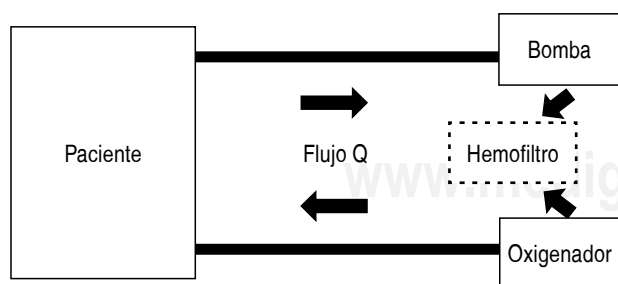 Bomba
Paciente
Flujo Q
Hemofiltro
Oxigenador